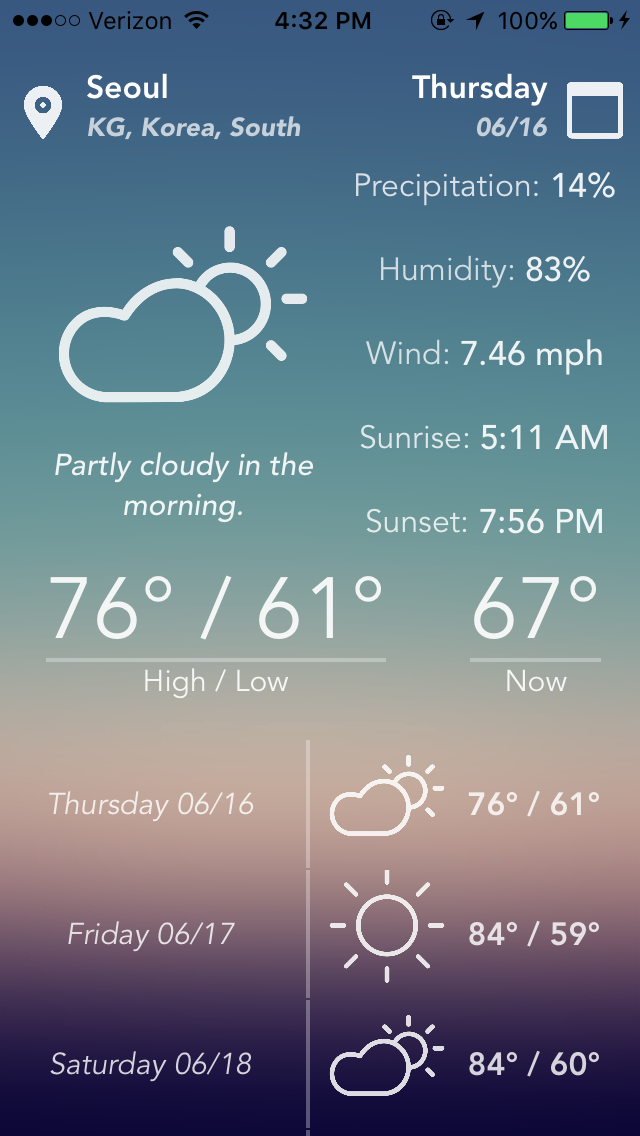 Verizon 4:32 PM 100%
Seoul
KG, Korea, South
Thursday
06/16
Precipitation: 14%
Humidity: 83%
Wind: 7.46 mph
Sunrise: 5:11 AM
Sunset: 7:56 PM
Partly cloudy in the
morning.
76° / 61°
High / Low
67°
Now
Thursday 06/16 76° / 61°
Friday 06/17 84° / 59°
Saturday 06/18 84° / 60°